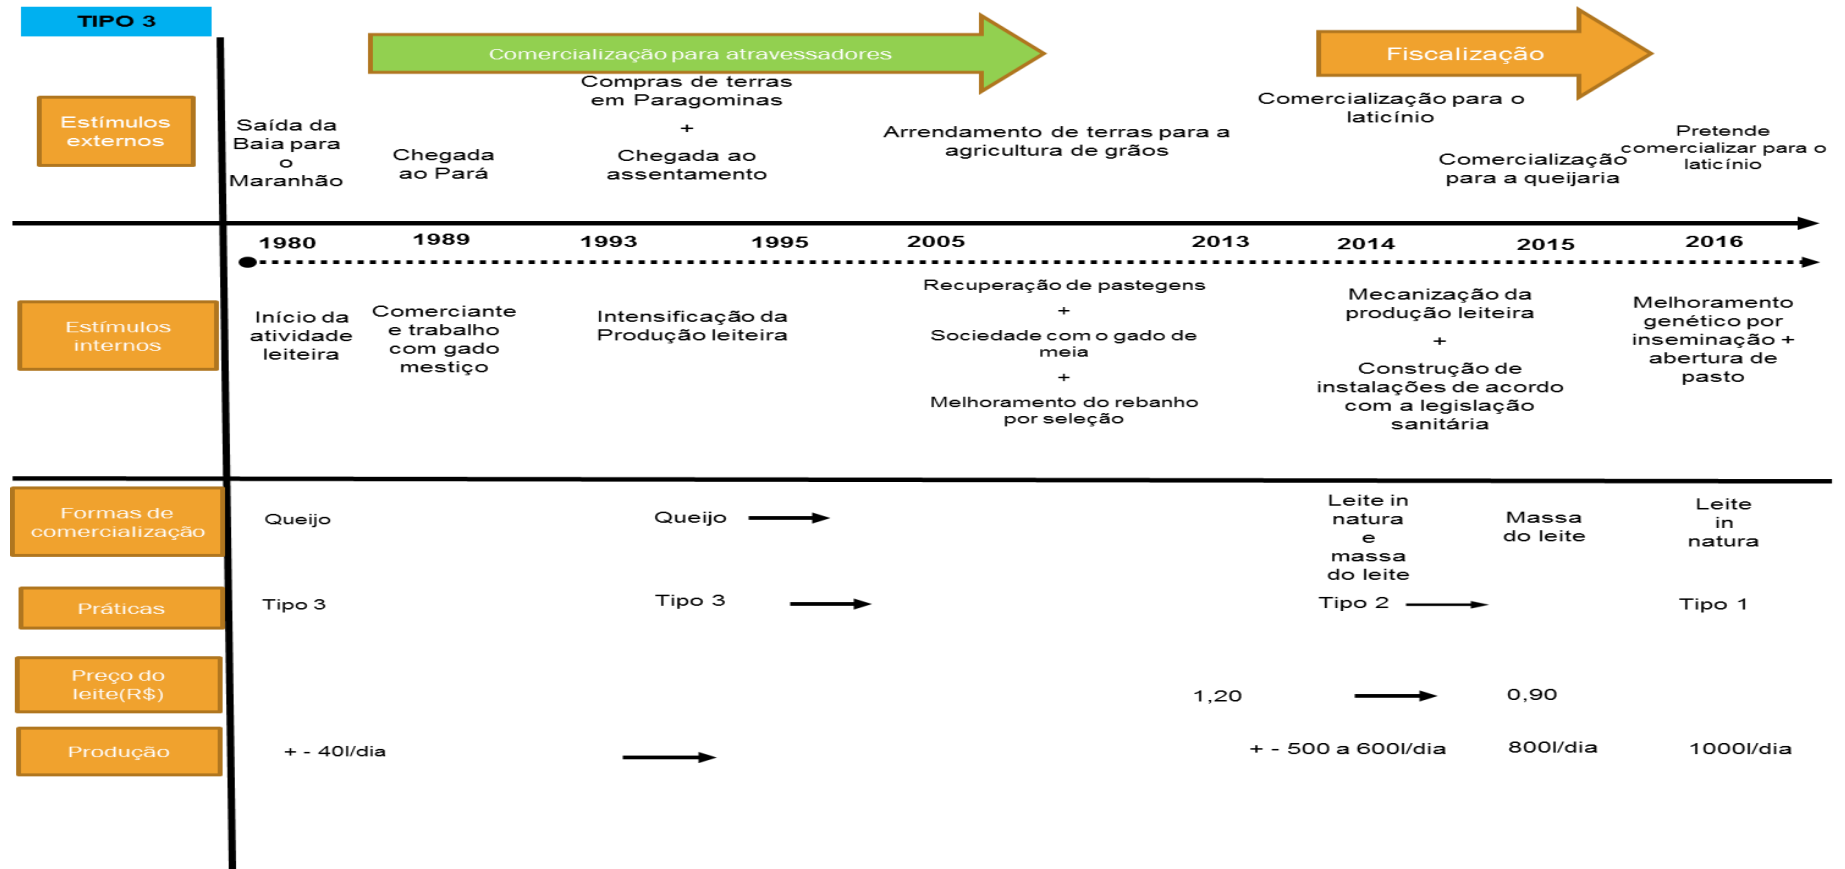 TIPO 3
Comercialização para atravessadores
Fiscalização
Estímulos
externos
Saída da
Baia para
o
Maranhão
Chegada
ao Pará
Compras de terras
em Paragominas
+
Chegada ao
assentamento
Arrendamento de terras para a
agricultura de grãos
Comercialização para o
laticínio
Comercialização
para a queijaria
Pretende
comercializar para o
laticínio
1980
1989
1993
1995
2005
2013
2014
2015
2016
Estímulos
internos
Início da
atividade
leiteira
Comerciante
e trabalho
com gado
mestiço
Intensificação da
Produção leiteira
Recuperação de pastegens
+
Sociedade com o gado de
meia
+
Melhoramento do rebanho
por seleção
Mecanização da
produção leiteira
+
Construção de
instalações de acordo
com a legislação
sanitária
Melhoramento
genético por
inseminação +
abertura de
pasto
Formas de
comercialização
Queijo
Queijo
Leite in
natura
e
massa
do leite
Massa
do leite
Leite
in
natura
Práticas
Tipo 3
Tipo 3
Tipo 2
Tipo 1
Preço do
leite(R$)
1,20
0,90
Produção
+ - 40l/dia
+ - 500 a 600l/dia
800l/dia
1000l/dia